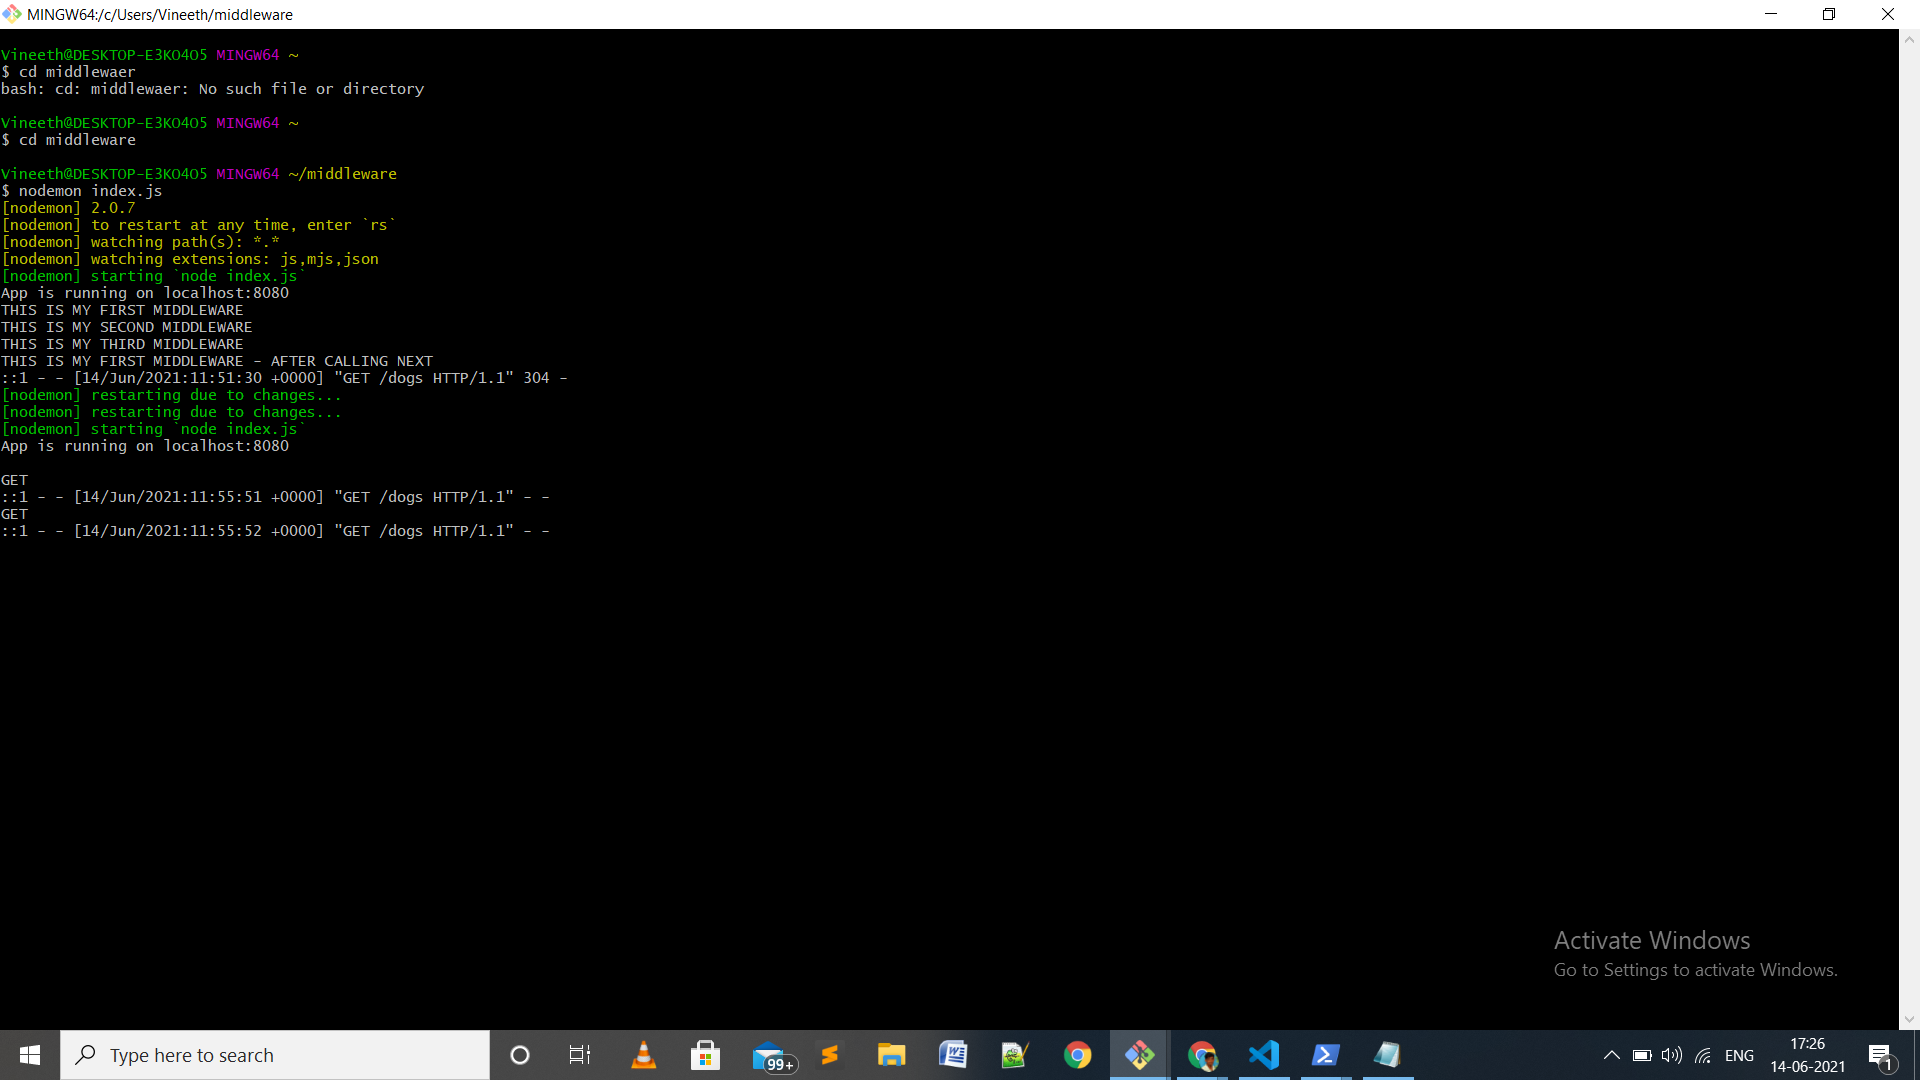 MINGW64:/c/Users/Vineeth/middleware
Vineeth@DESKTOP-E3KO4O5 MINGW64 ~
$ cd middlewaer
bash: cd: middlewaer: No such file or directory
Vineeth@DESKTOP-E3KO4O5 MINGW64 ~
$ cd middleware
Vineeth@DESKTOP-E3KO4O5 MINGW64 ~/middleware
$ nodemon index.js
[nodemon] 2.0.7
[nodemon] to restart at any time, enter `rs`
[nodemon] watching path(s): *.*
[nodemon] watching extensions: js,mjs,json
[nodemon] starting `node index.js`
App is running on localhost:8080
THIS IS MY FIRST MIDDLEWARE
THIS IS MY SECOND MIDDLEWARE
THIS IS MY THIRD MIDDLEWARE
THIS IS MY FIRST MIDDLEWARE - AFTER CALLING NEXT
::1 - - [14/Jun/2021:11:51:30 +0000] "GET /dogs HTTP/1.1" 304 -
[nodemon] restarting due to changes...
[nodemon] restarting due to changes...
[nodemon] starting `node index.js`
App is running on localhost:8080
GET
::1 - - [14/Jun/2021:11:55:51 +0000] "GET /dogs HTTP/1.1" - -
GET
::1 - - [14/Jun/2021:11:55:52 +0000] "GET /dogs HTTP/1.1" - -
Activate Windows
Go to Settings to activate Windows.
Type here to search
99+
ENG
17:26
14-06-2021
1